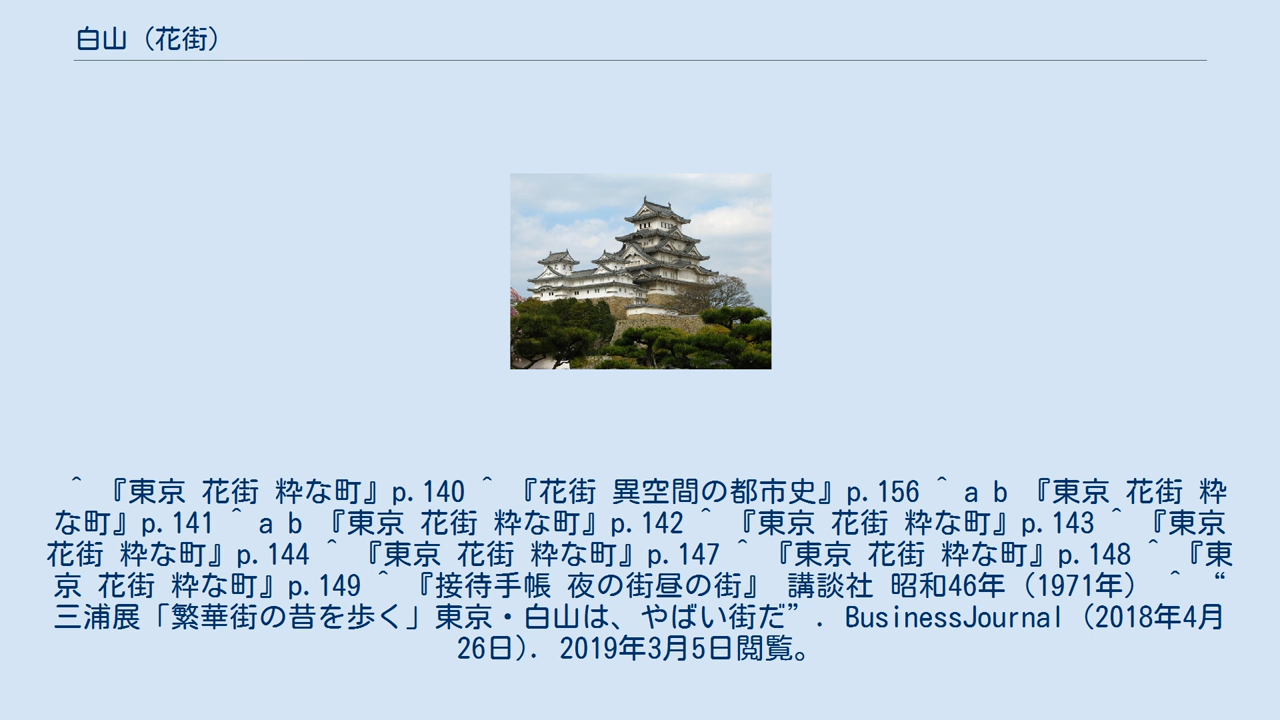 白山（花街）
＾ 『東京 花街 粋な町』p.140 ＾ 『花街 異空間の都市史』p.156 ＾ a b 『東京 花街 粋
な町』p.141 ＾ a b 『東京 花街 粋な町』p.142 ＾ 『東京 花街 粋な町』p.143 ＾ 『東京
花街 粋な町』p.144 ＾ 『東京 花街 粋な町』p.147 ＾ 『東京 花街 粋な町』p.148 ＾ 『東
京 花街 粋な町』p.149 ＾ 『接待手帳 夜の街昼の街』 講談社 昭和46年（1971年） ＾ “
三浦展「繁華街の昔を歩く」東京・白山は、やばい街だ”. BusinessJournal (2018年4月
26日). 2019年3月5日閲覧。